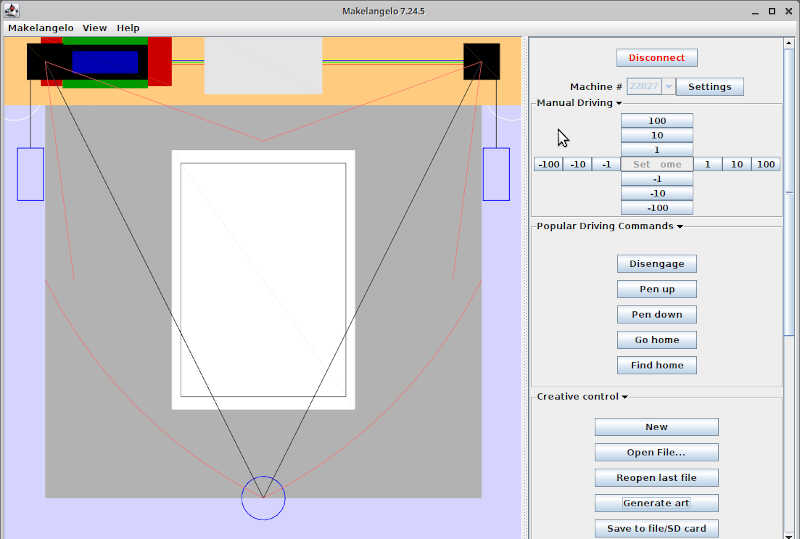 Makelangelo 7.24.5
Makelangelo View Help
Disconnect
Machine # 22027 Settings
Manual Driving
100
10
1
-100 -10 -1 Set ome 1 10 100
-1
-10
-100
Popular Driving Commands
Disengage
Pen up
Pen down
Go home
Find home
Creative control
New
Open File...
Reopen last file
Generate art
Save to file/SD card